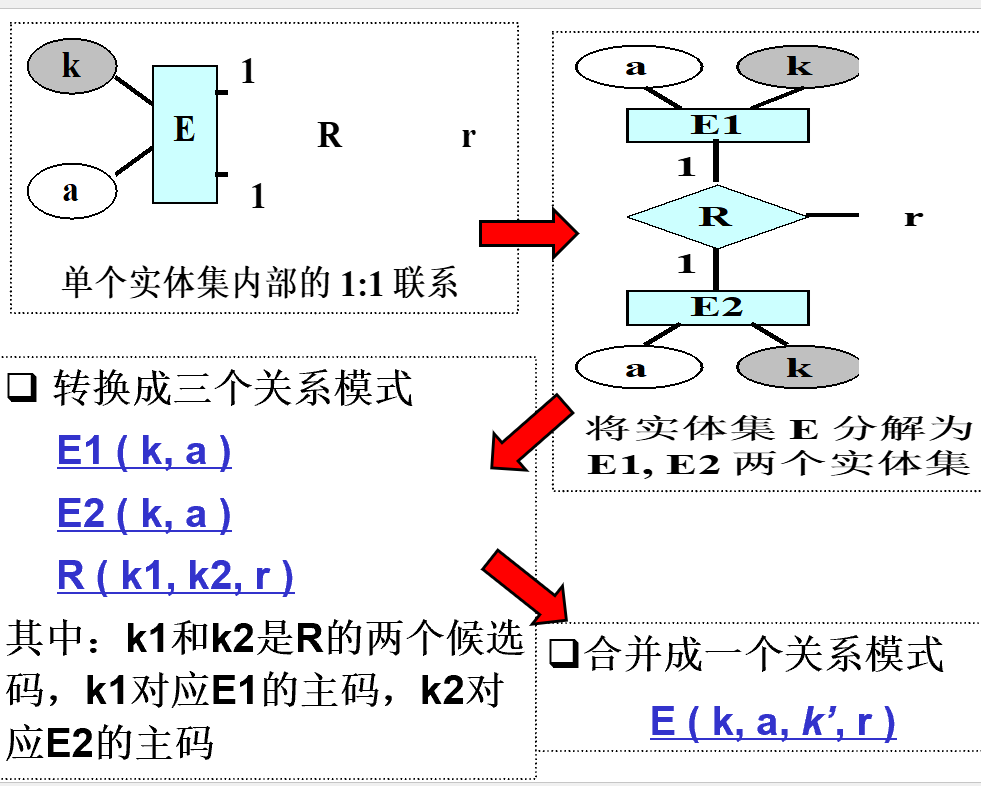 k
1
E
R
r
a
1
单个实体集内部的 1:1 联系
a
k
E1
1
R
r
1
E2
a
k
将实体集 E 分解为
E1, E2 两个实体集
❑ 转换成三个关系模式
E1 ( k, a )
E2 ( k, a )
R ( k1, k2, r )
其中：k1和k2是R的两个候选
码，k1对应E1的主码，k2对
应E2的主码
❑合并成一个关系模式
E ( k, a, k’, r )